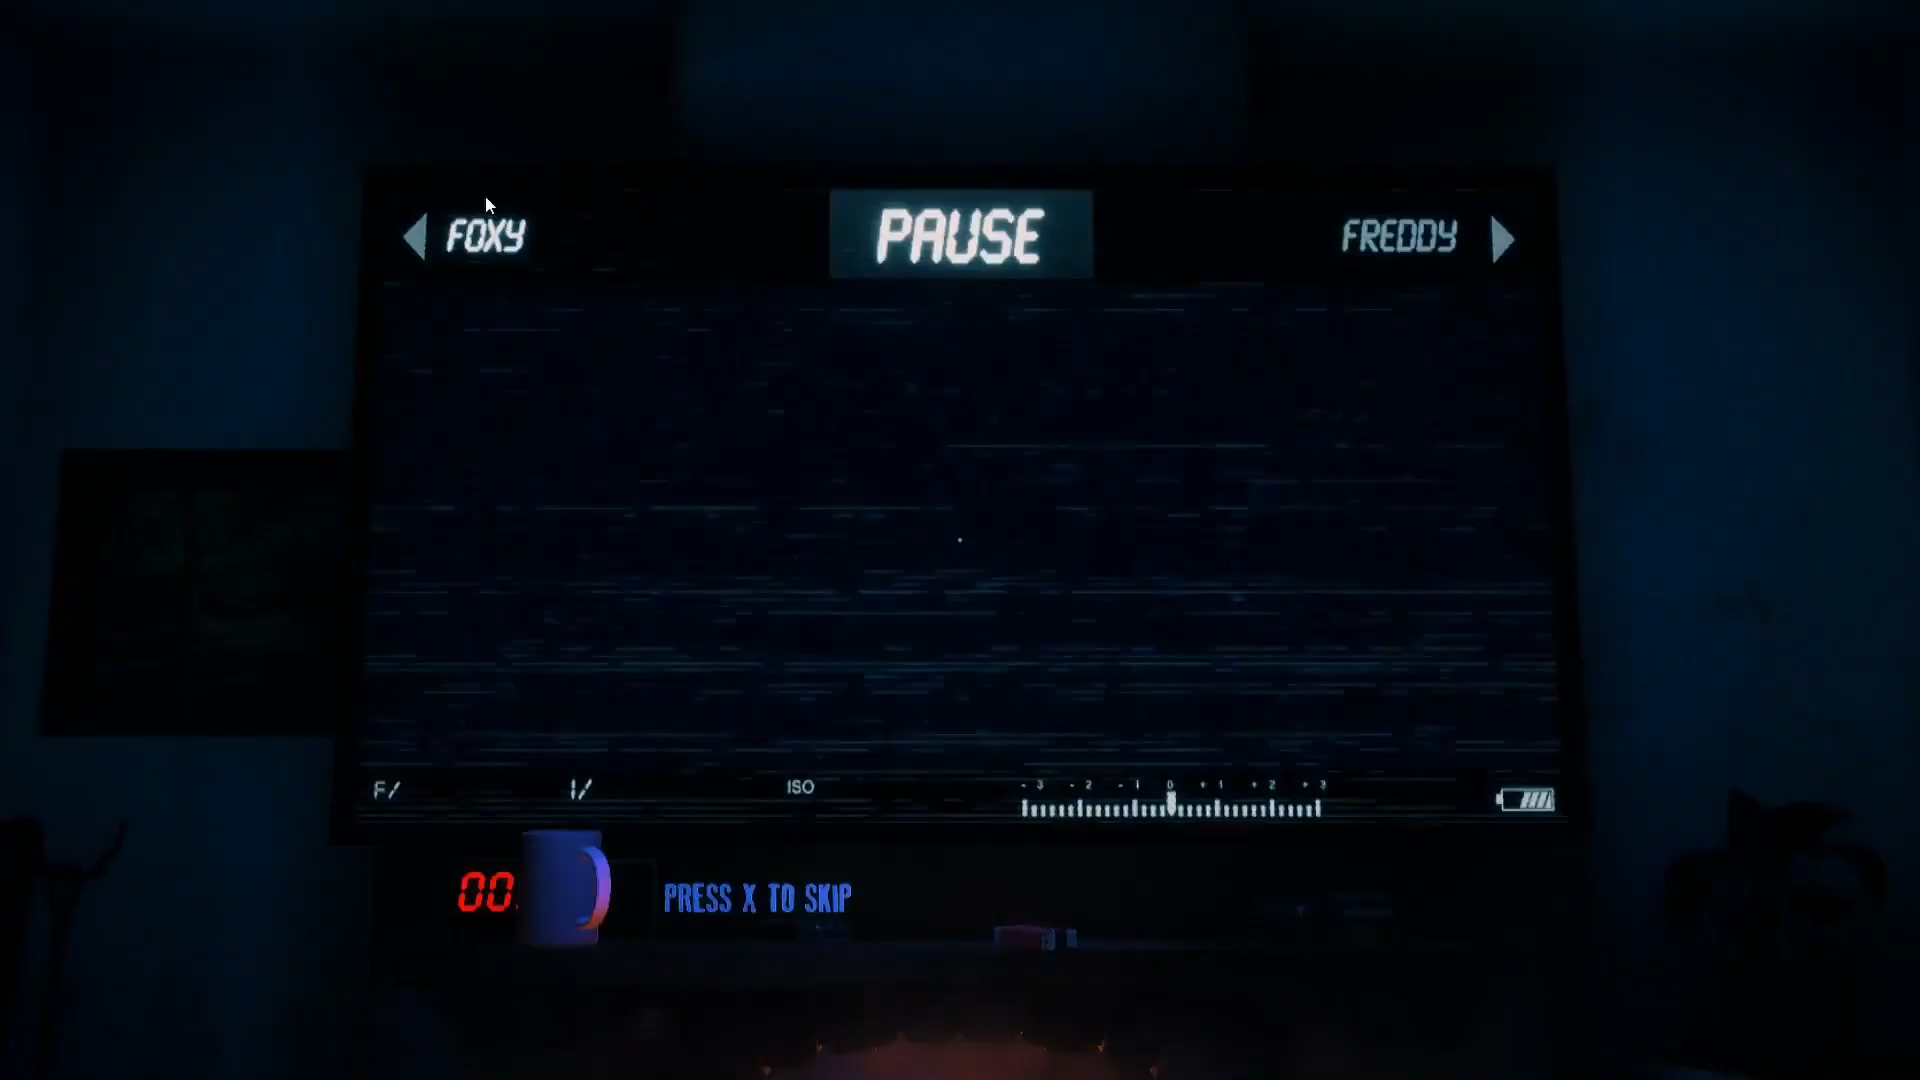 FOXY
PAUSE
FREDDY
F/
1/
ISO
-3 -2 -1 0 +1 +2 +3
00
PRESS X TO SKIP